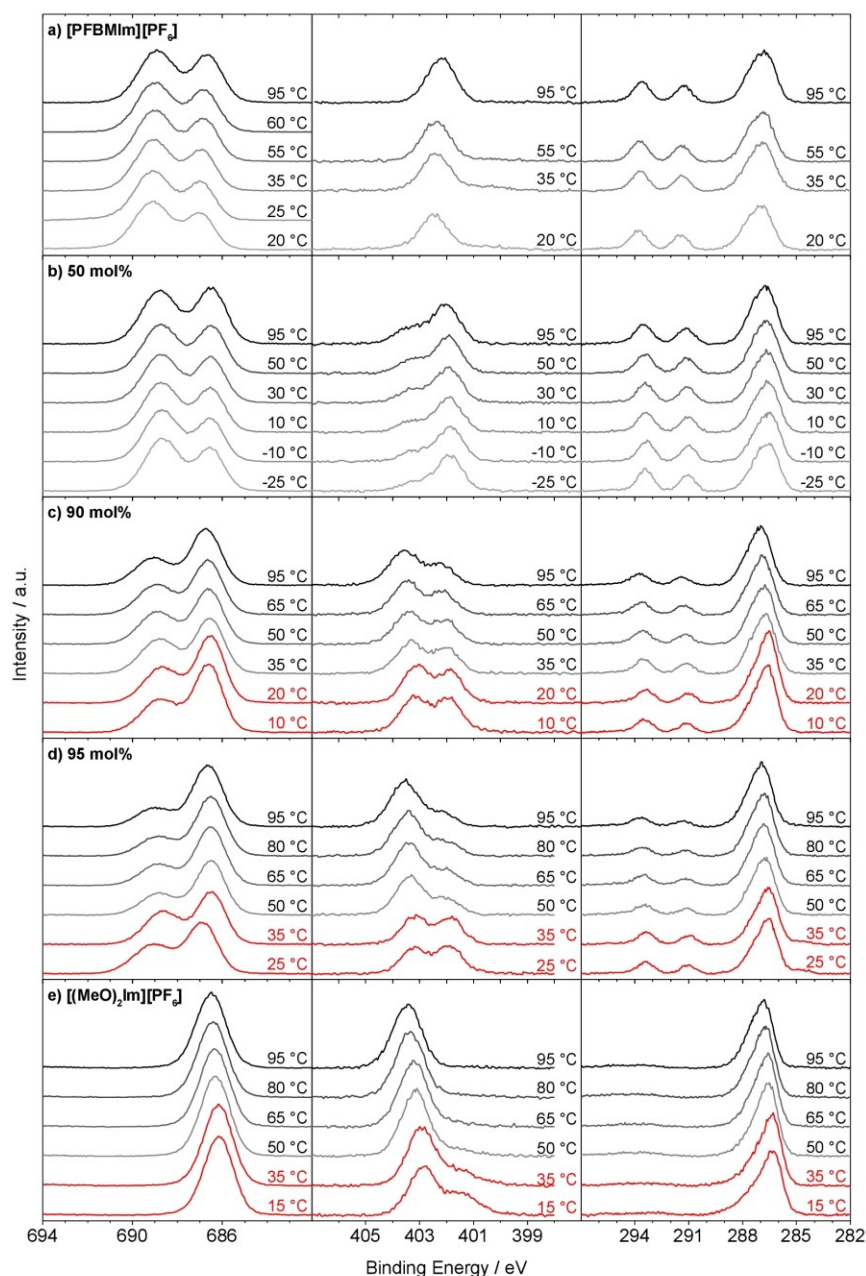 a) [PFBMIm][PF6]
95 °C 95 °C 95 °C
60 °C
55 °C 55 °C 55 °C
35 °C 35 °C 35 °C
25 °C
20 °C 20 °C 20 °C
b) 50 mol%
95 °C 95 °C 95 °C
50 °C 50 °C 50 °C
30 °C 30 °C 30 °C
10 °C 10 °C 10 °C
-10 °C -10 °C -10 °C
-25 °C -25 °C -25 °C
c) 90 mol%
95 °C 95 °C 95 °C
65 °C 65 °C 65 °C
50 °C 50 °C 50 °C
35 °C 35 °C 35 °C
20 °C 20 °C 20 °C
10 °C 10 °C 10 °C
d) 95 mol%
95 °C 95 °C 95 °C
80 °C 80 °C 80 °C
65 °C 65 °C 65 °C
50 °C 50 °C 50 °C
35 °C 35 °C 35 °C
25 °C 25 °C 25 °C
e) [(MeO)2Im][PF6]
95 °C 95 °C 95 °C
80 °C 80 °C 80 °C
65 °C 65 °C 65 °C
50 °C 50 °C 50 °C
35 °C 35 °C 35 °C
15 °C 15 °C 15 °C
694 690 686 405 403 401 399 294 291 288 285 282
Binding Energy / eV
Intensity / a.u.